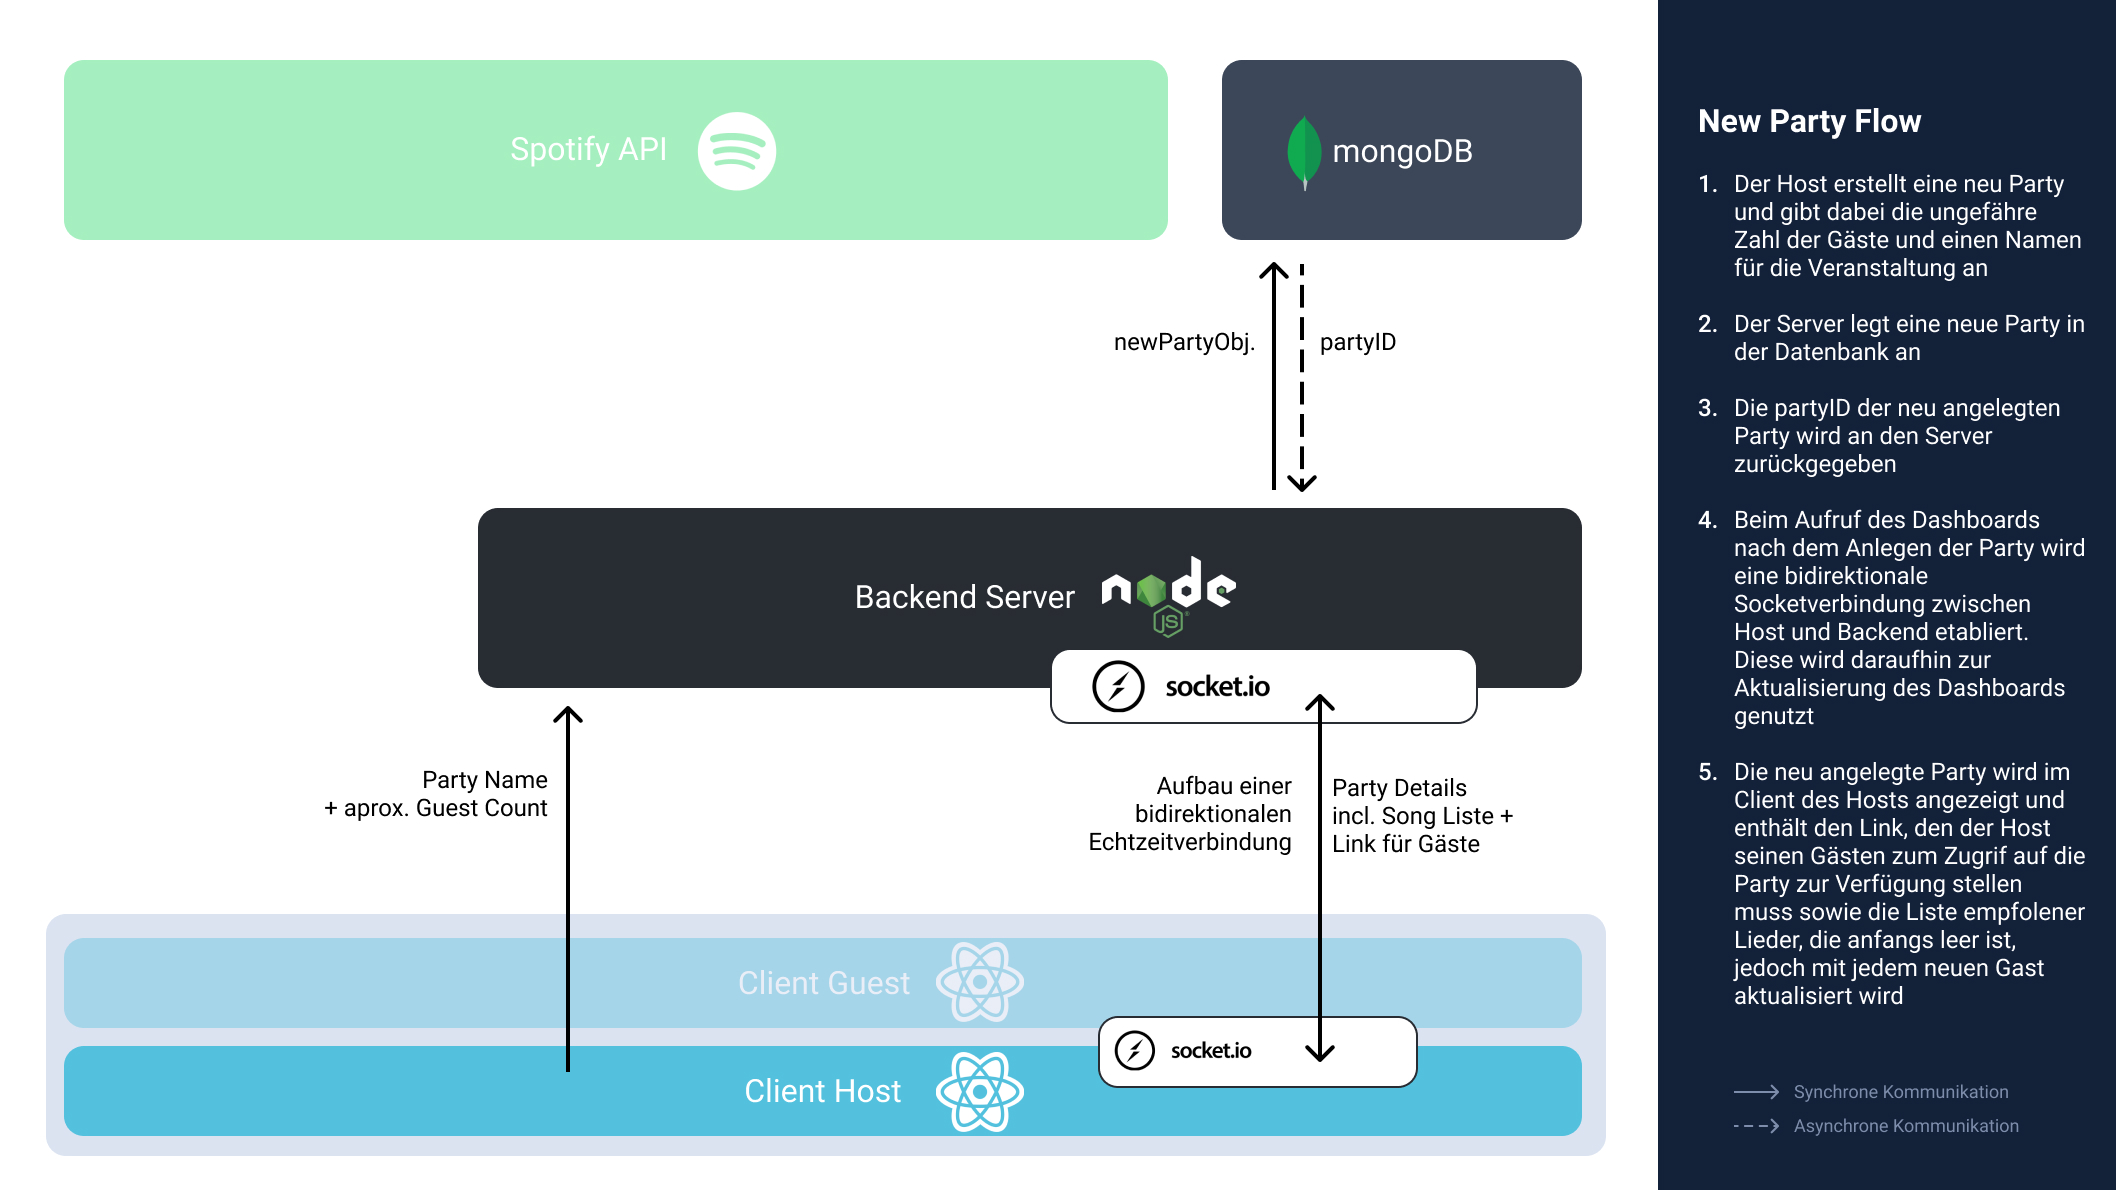 Spotify API
mongoDB
newPartyObj.
partyID
Backend Server
node
JS
socket.io
Party Name
+ aprox. Guest Count
Aufbau einer
bidirektionalen
Echtzeitverbindung
Party Details
incl. Song Liste +
Link für Gäste
Client Guest
socket.io
Client Host
New Party Flow
1. Der Host erstellt eine neu Party
und gibt dabei die ungefähre
Zahl der Gäste und einen Namen
für die Veranstaltung an
2. Der Server legt eine neue Party in
der Datenbank an
3. Die partyID der neu angelegten
Party wird an den Server
zurückgegeben
4. Beim Aufruf des Dashboards
nach dem Anlegen der Party wird
eine bidirektionale
Socketverbindung zwischen
Host und Backend etabliert.
Diese wird daraufhin zur
Aktualisierung des Dashboards
genutzt
5. Die neu angelegte Party wird im
Client des Hosts angezeigt und
enthält den Link, den der Host
seinen Gästen zum Zugrif auf die
Party zur Verfügung stellen
muss sowie die Liste empfolener
Lieder, die anfangs leer ist,
jedoch mit jedem neuen Gast
aktualisiert wird
Synchrone Kommunikation
Asynchrone Kommunikation